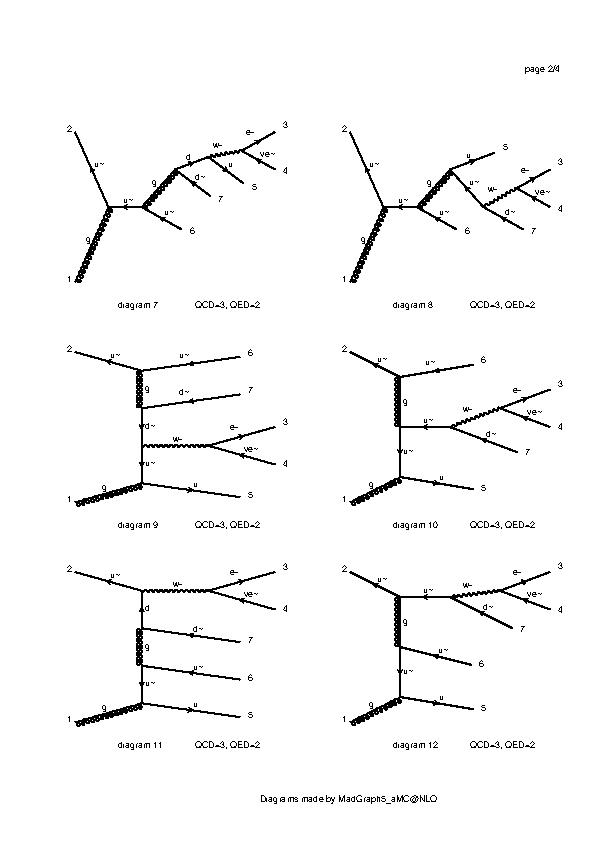 page 2/4
2
u~
g
1
u~
g
u~
6
d~
7
d
u
5
w-
e-
3
ve~
4
diagram 7 QCD=3, QED=2
2
u~
g
1
u~
g
u~
6
u
5
u~
d~
7
w-
e-
3
ve~
4
diagram 8 QCD=3, QED=2
2
u~
u~
6
g
d~
7
d~
w-
e-
3
ve~
4
u~
1
g
u
5
diagram 9 QCD=3, QED=2
2
u~
u~
6
g
u~
w-
e-
3
ve~
4
d~
7
u~
1
g
u
5
diagram 10 QCD=3, QED=2
2
u~
w-
e-
3
ve~
4
d
d~
7
g
u~
6
u~
1
g
u
5
diagram 11 QCD=3, QED=2
2
u~
u~
w-
e-
3
ve~
4
d~
7
g
u~
6
u~
1
g
u
5
diagram 12 QCD=3, QED=2
Diagrams made by MadGraph5_aMC@NLO